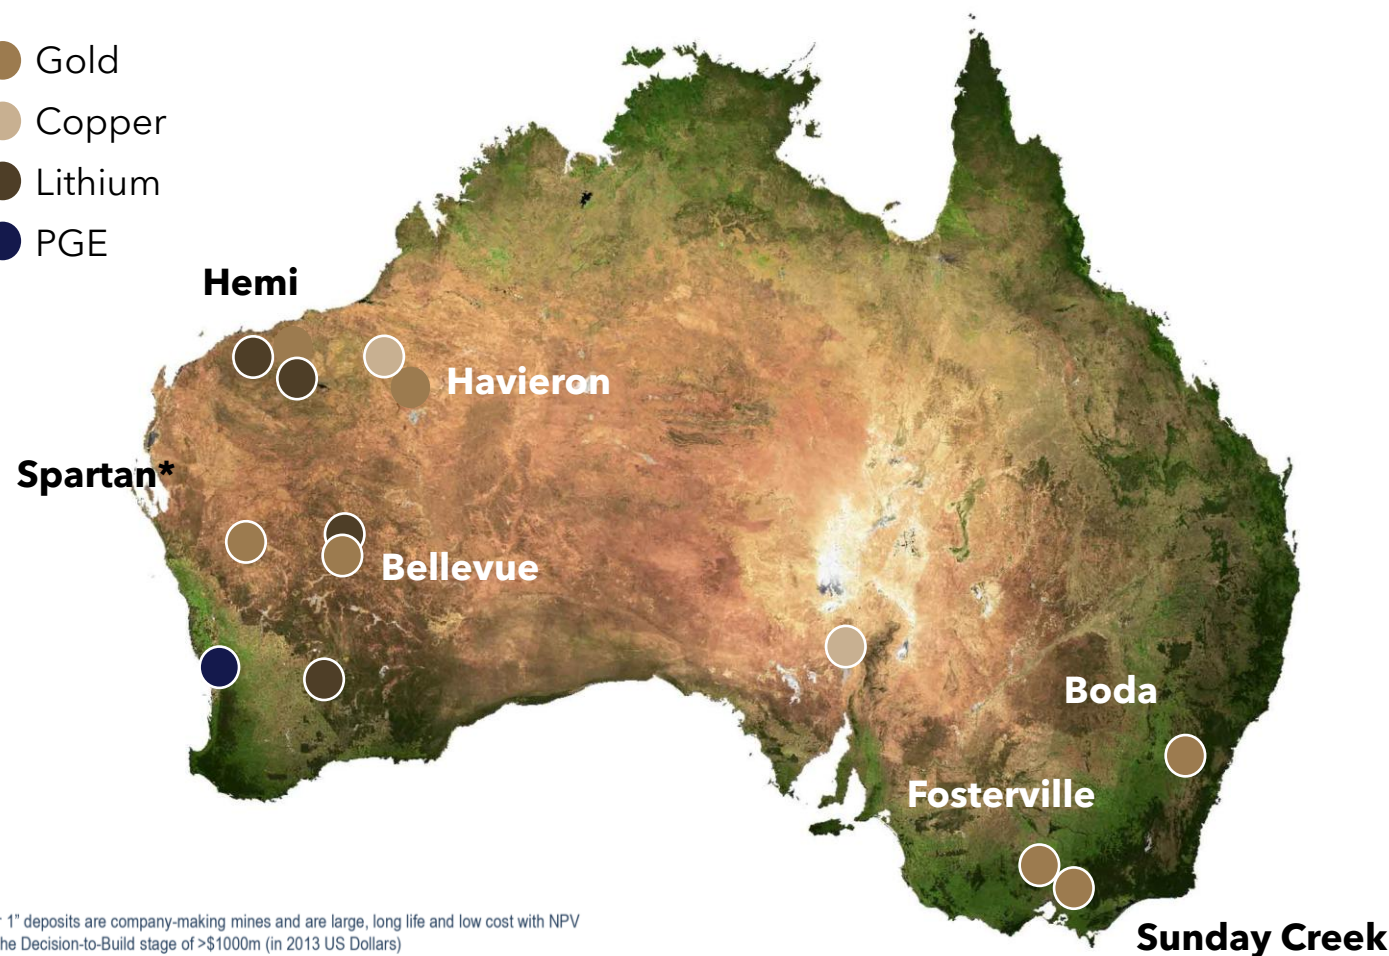 Gold
Copper
Lithium
PGE
Hemi
Havieron
Spartan*
Bellevue
Boda
Fosterville
1” deposits are company-making mines and are large, long life and low cost with NPV
he Decision-to-Build stage of >$1000m (in 2013 US Dollars)
Sunday Creek